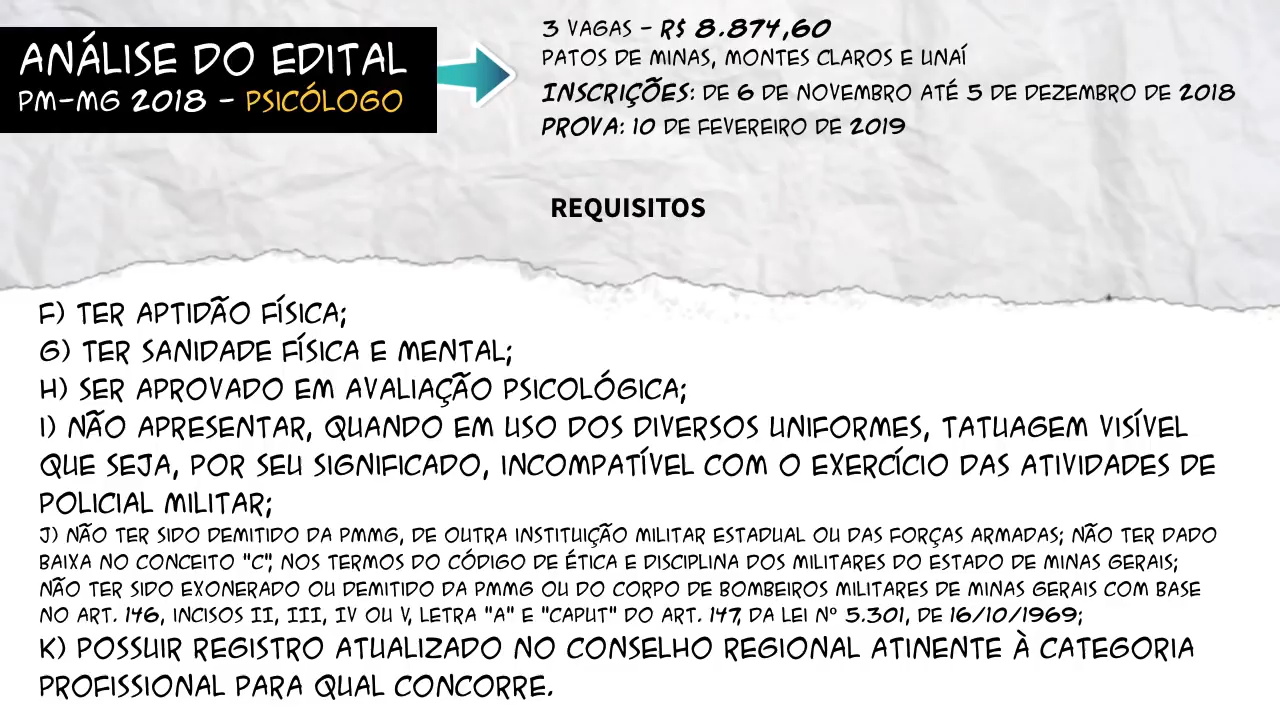 ANÁLISE DO EDITAL
PM-MG 2018 - PSICÓLOGO
3 VAGAS - R$ 8.874,60
PATOS DE MINAS, MONTES CLAROS E UNAÍ
INSCRIÇÕES: DE 6 DE NOVEMBRO ATÉ 5 DE DEZEMBRO DE 2018
PROVA: 10 DE FEVEREIRO DE 2019
REQUISITOS
F) TER APTIDÃO FÍSICA;
G) TER SANIDADE FÍSICA E MENTAL;
H) SER APROVADO EM AVALIAÇÃO PSICOLÓGICA;
I) NÃO APRESENTAR, QUANDO EM USO DOS DIVERSOS UNIFORMES, TATUAGEM VISÍVEL
QUE SEJA, POR SEU SIGNIFICADO, INCOMPATÍVEL COM O EXERCÍCIO DAS ATIVIDADES DE
POLICIAL MILITAR;
J) NÃO TER SIDO DEMITIDO DA PMMG, DE OUTRA INSTITUIÇÃO MILITAR ESTADUAL OU DAS FORÇAS ARMADAS; NÃO TER DADO
BAIXA NO CONCEITO "C", NOS TERMOS DO CÓDIGO DE ÉTICA E DISCIPLINA DOS MILITARES DO ESTADO DE MINAS GERAIS;
NÃO TER SIDO EXONERADO OU DEMITIDO DA PMMG OU DO CORPO DE BOMBEIROS MILITARES DE MINAS GERAIS COM BASE
NO ART. 146, INCISOS II, III, IV OU V, LETRA "A" E "CAPUT" DO ART. 147, DA LEI Nº 5.301, DE 16/10/1969;
K) POSSUIR REGISTRO ATUALIZADO NO CONSELHO REGIONAL ATINENTE À CATEGORIA
PROFISSIONAL PARA QUAL CONCORRE.